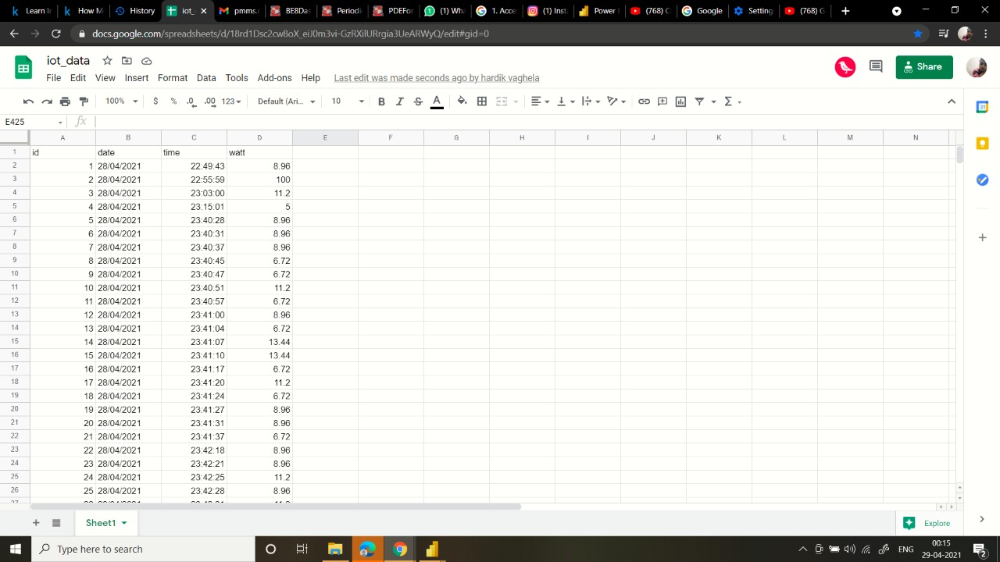 Learn In
How M
History
iot_
pmms.c
BE8Das
Periodi
PDEFor
(1) Wha
1. Acce
(1) Inst
Power
(768) C
Google
Setting
(768) G
docs.google.com/spreadsheets/d/18rd1Dsc2cw8oX_eiJ0m3vi-GzRXilURrgia3UeARWyQ/edit#gid=0
iot_data
File Edit View Insert Format Data Tools Add-ons Help Last edit was made seconds ago by hardik vaghela
Share
100% $ % .0 .00 123 Default (Ari... 10 B I S A
E425 fx
A B C D E F G H I J K L M N
1 id date time watt
2 1 28/04/2021 22:49:43 8.96
3 2 28/04/2021 22:55:59 100
4 3 28/04/2021 23:03:00 11.2
5 4 28/04/2021 23:15:01 5
6 5 28/04/2021 23:40:28 8.96
7 6 28/04/2021 23:40:31 8.96
8 7 28/04/2021 23:40:37 8.96
9 8 28/04/2021 23:40:45 6.72
10 9 28/04/2021 23:40:47 6.72
11 10 28/04/2021 23:40:51 11.2
12 11 28/04/2021 23:40:57 6.72
13 12 28/04/2021 23:41:00 8.96
14 13 28/04/2021 23:41:04 6.72
15 14 28/04/2021 23:41:07 13.44
16 15 28/04/2021 23:41:10 13.44
17 16 28/04/2021 23:41:17 6.72
18 17 28/04/2021 23:41:20 11.2
19 18 28/04/2021 23:41:24 6.72
20 19 28/04/2021 23:41:27 8.96
21 20 28/04/2021 23:41:31 8.96
22 21 28/04/2021 23:41:37 6.72
23 22 28/04/2021 23:42:18 8.96
24 23 28/04/2021 23:42:21 8.96
25 24 28/04/2021 23:42:25 11.2
26 25 28/04/2021 23:42:28 8.96
Sheet1
Explore
Type here to search
ENG
00:15
29-04-2021
2